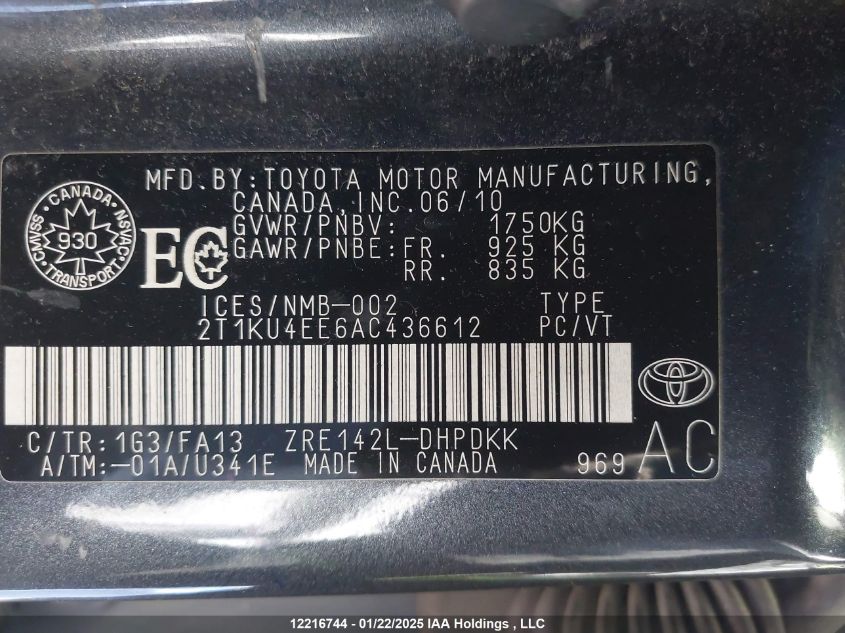 MFD.BY:TOYOTA MOTOR MANUFACTURING,
CANADA,INC.06/10
GVWR/PNBV: 1750KG
GAWR/PNBE:FR. 925 KG
RR. 835 KG
CANADA
CMVSS
930
NSVAC
TRANSPORT
EC
ICES/NMB-002 TYPE
2T1KU4EE6AC436612 PC/VT
C/TR:1G3/FA13 ZRE142L-DHPDKK
A/TM:-01A/U341E MADE IN CANADA
969 AC
12216744 - 01/22/2025 IAA Holdings , LLC